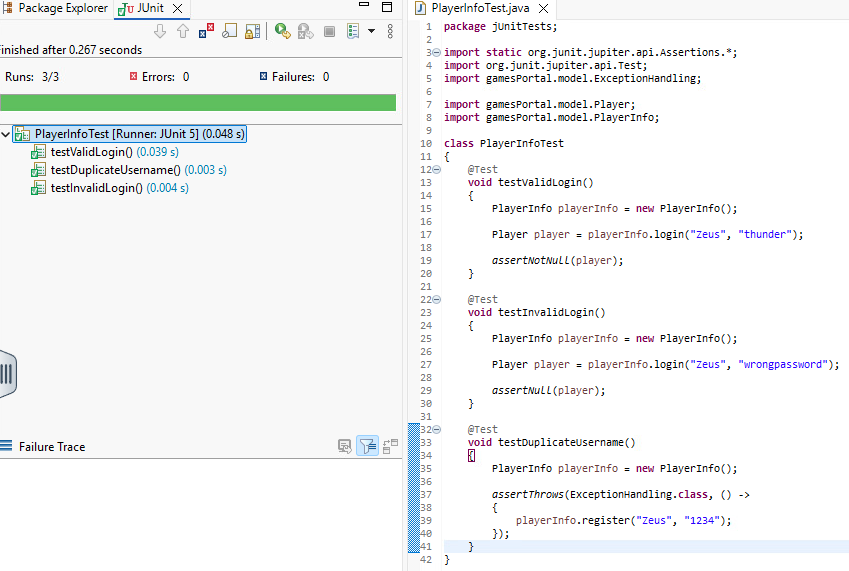 Package Explorer
JUnit
inished after 0.267 seconds
Runs: 3/3
Errors: 0
Failures: 0
PlayerInfoTest [Runner: JUnit 5] (0.048 s)
testValidLogin() (0.039 s)
testDuplicateUsername() (0.003 s)
testInvalidLogin() (0.004 s)
Failure Trace
PlayerInfoTest.java
1 package jUnitTests;
2
3 import static org.junit.jupiter.api.Assertions.*;
4 import org.junit.jupiter.api.Test;
5 import gamesPortal.model.ExceptionHandling;
6
7 import gamesPortal.model.Player;
8 import gamesPortal.model.PlayerInfo;
9
10 class PlayerInfoTest
11 {
12 @Test
13 void testValidLogin()
14 {
15 PlayerInfo playerInfo = new PlayerInfo();
16
17 Player player = playerInfo.login("Zeus", "thunder");
18
19 assertNotNull(player);
20 }
21
22 @Test
23 void testInvalidLogin()
24 {
25 PlayerInfo playerInfo = new PlayerInfo();
26
27 Player player = playerInfo.login("Zeus", "wrongpassword");
28
29 assertNull(player);
30 }
31
32 @Test
33 void testDuplicateUsername()
34 {
35 PlayerInfo playerInfo = new PlayerInfo();
36
37 assertThrows(ExceptionHandling.class, () ->
38 {
39 playerInfo.register("Zeus", "1234");
40 });
41 }
42 }